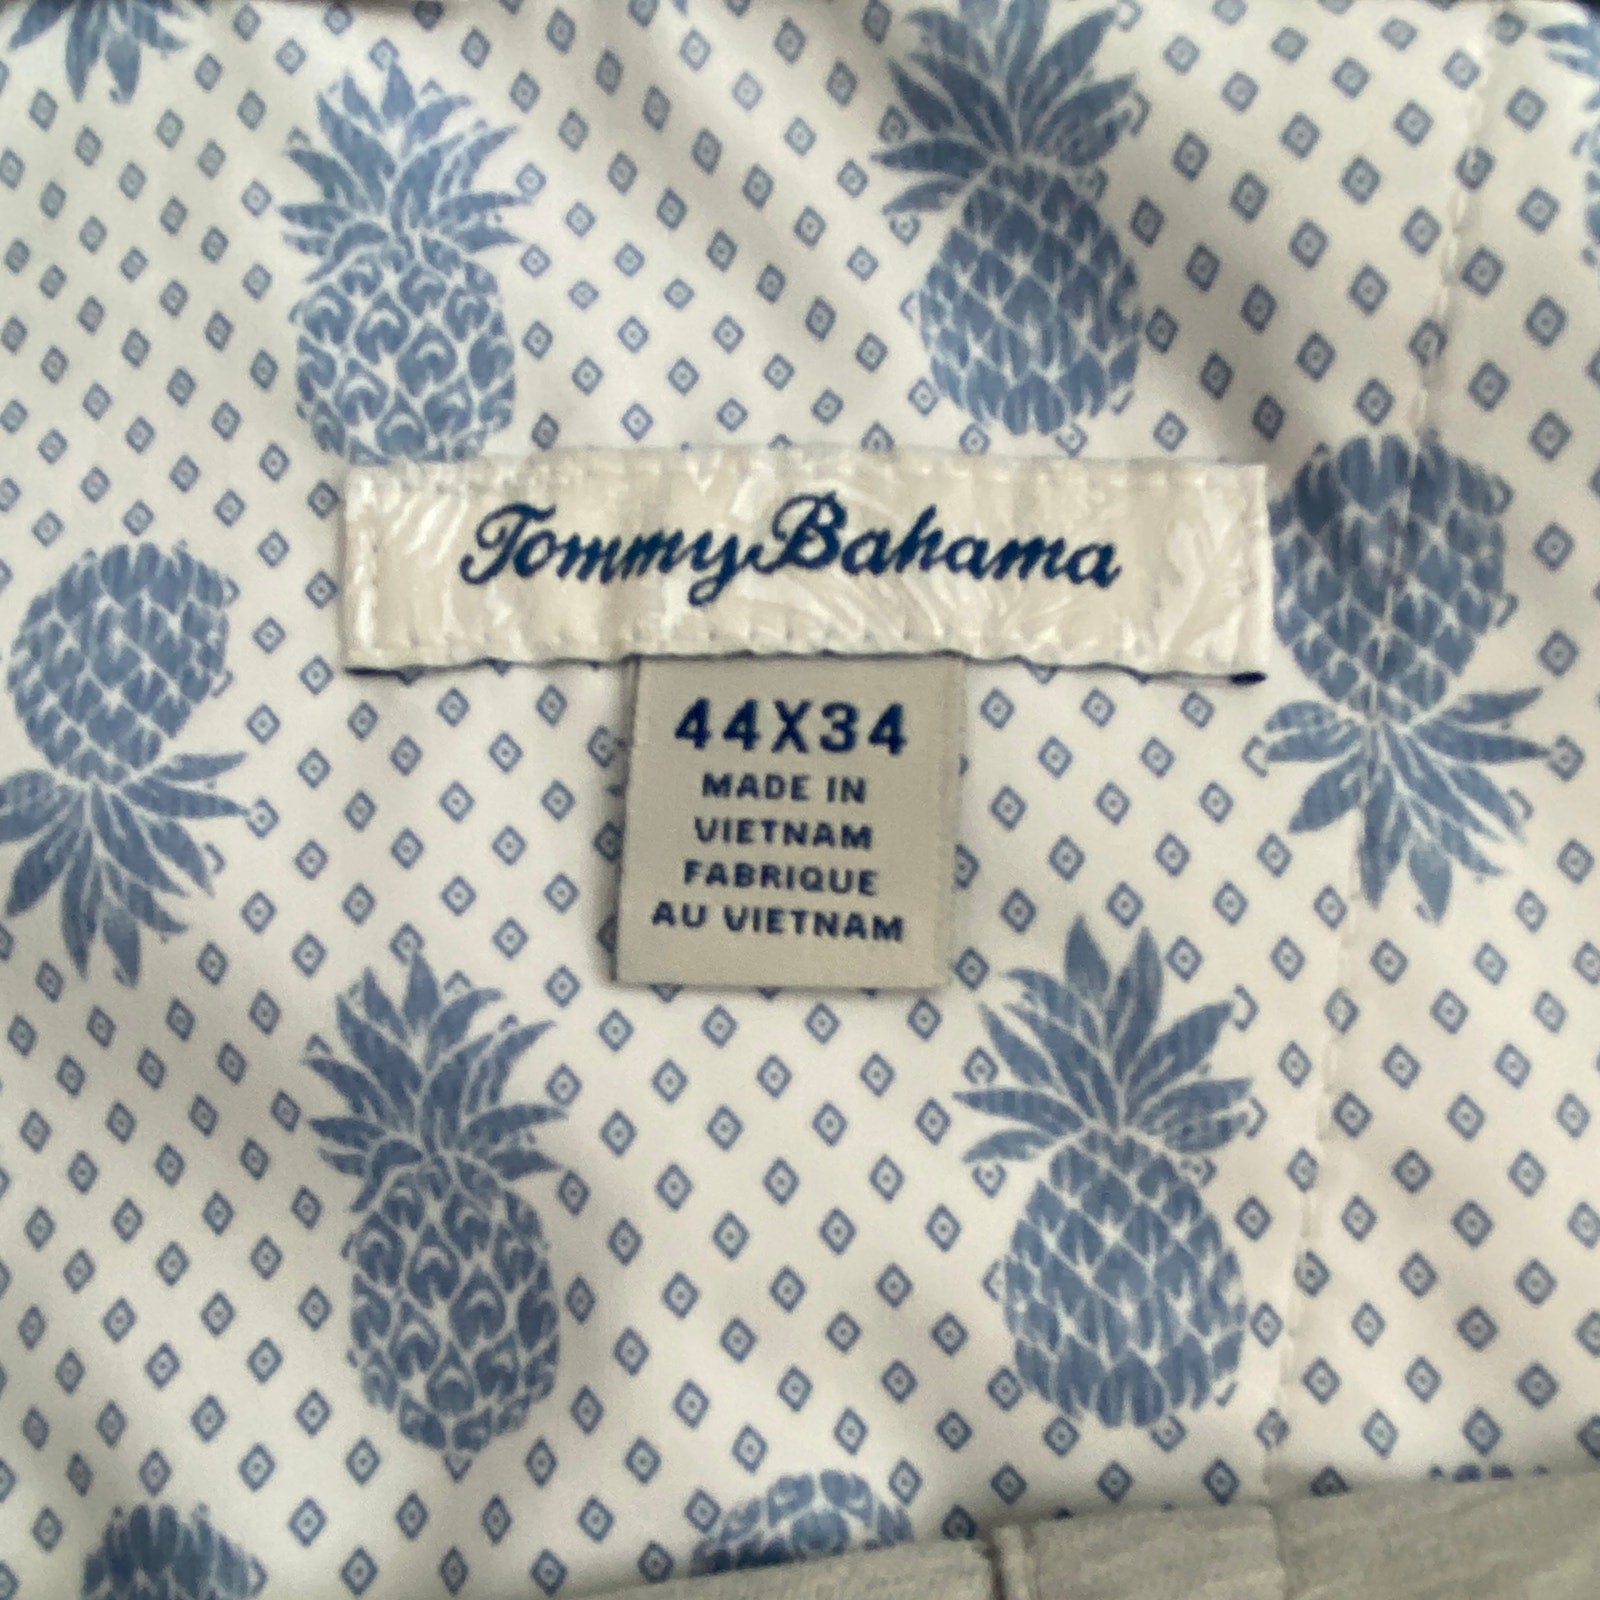 Tommy Bahama
44X34
MADE IN
VIETNAM
FABRIQUE
AU VIETNAM